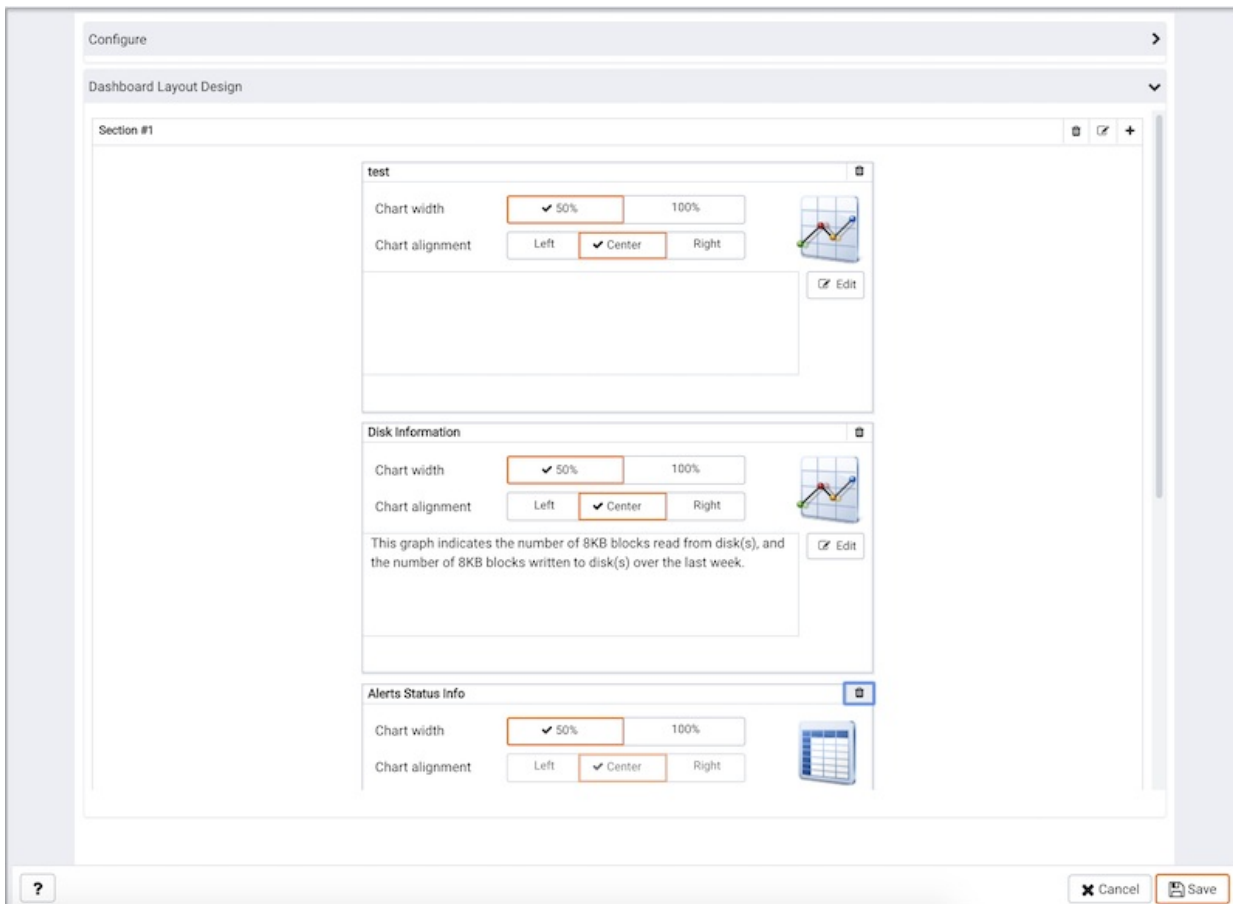 Configure
Dashboard Layout Design
Section #1
test
Chart width
50%
100%
Chart alignment
Left
Center
Right
Edit
Disk Information
Chart width
50%
100%
Chart alignment
Left
Center
Right
This graph indicates the number of 8KB blocks read from disk(s), and
the number of 8KB blocks written to disk(s) over the last week.
Edit
Alerts Status Info
Chart width
50%
100%
Chart alignment
Left
Center
Right
?
Cancel
Save